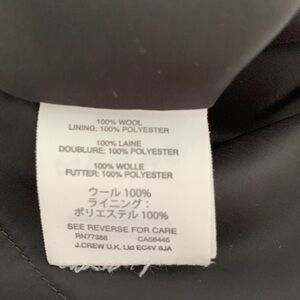 100% WOOL
LINING: 100% POLYESTER
100% LAINE
DOUBLURE: 100% POLYESTER
100% WOLLE
FUTTER: 100% POLYESTER
ウール 100%
ライニング：
ポリエステル 100%
SEE REVERSE FOR CARE
RN77388 CA56445
J.CREW U.K. Ltd EC4V 6JA